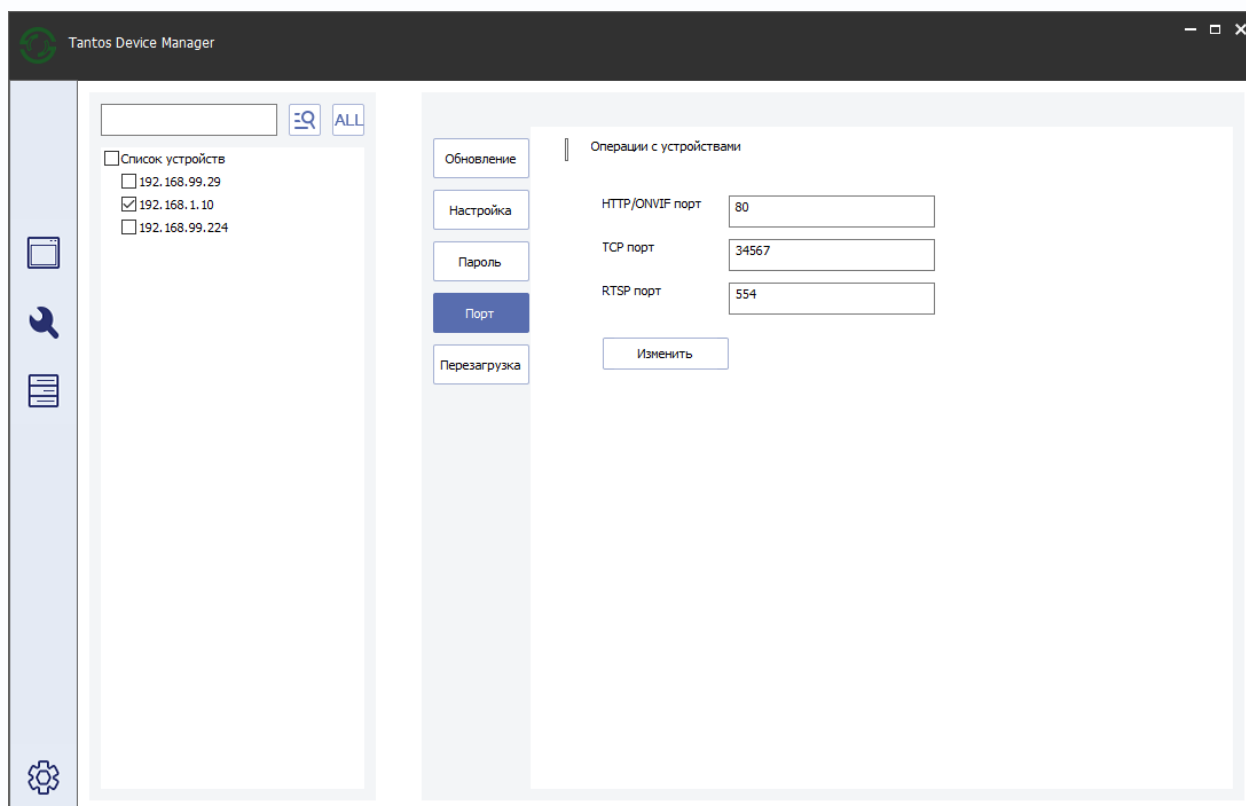 Tantos Device Manager
ALL
Список устройств
192.168.99.29
192.168.1.10
192.168.99.224
Обновление
Настройка
Пароль
Порт
Перезагрузка
Операции с устройствами
HTTP/ONVIF порт 80
TCP порт 34567
RTSP порт 554
Изменить